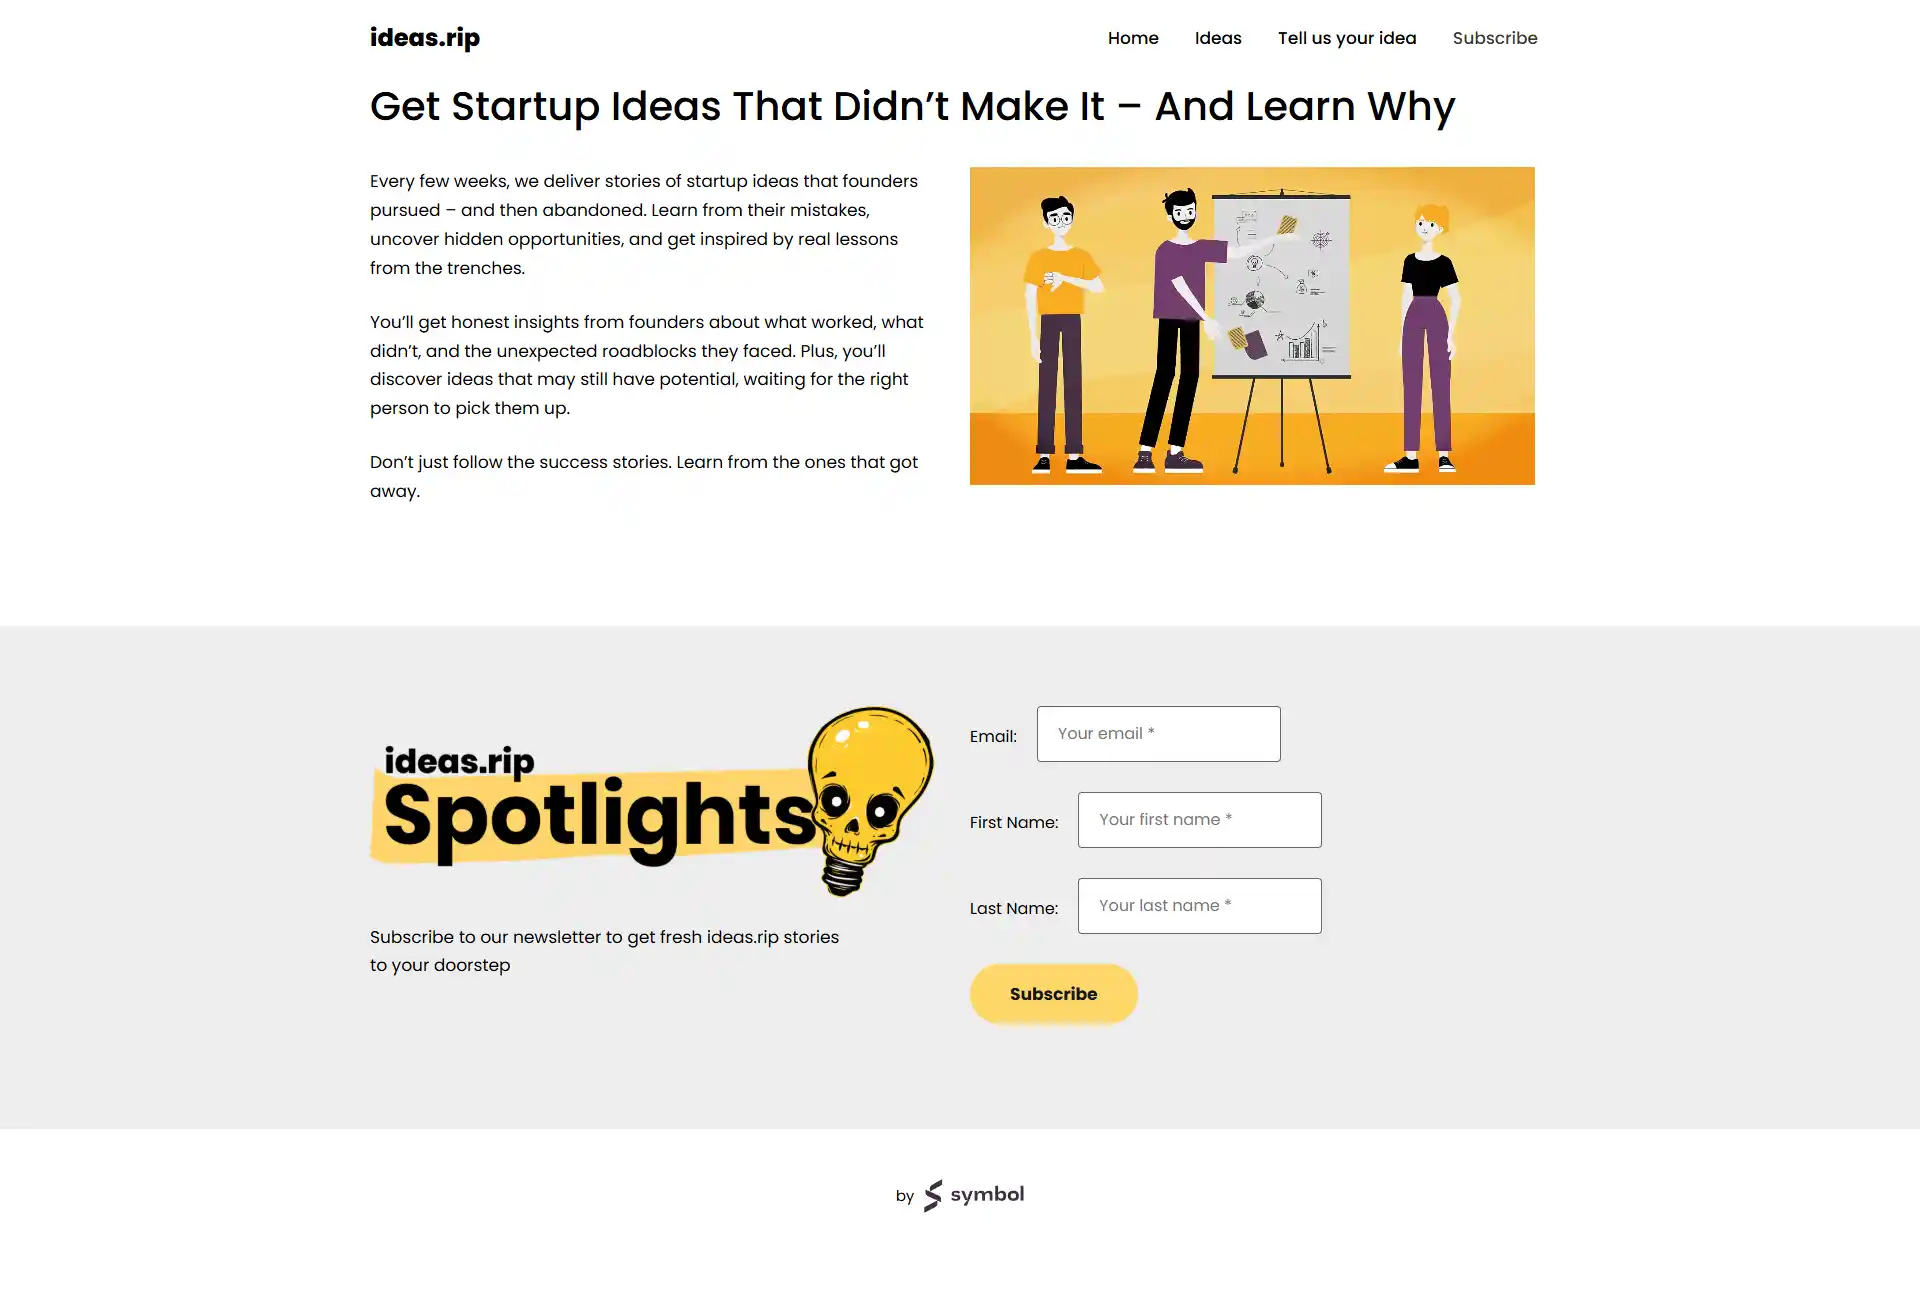 ideas.rip
Home
Ideas
Tell us your idea
Subscribe
Get Startup Ideas That Didn’t Make It – And Learn Why
Every few weeks, we deliver stories of startup ideas that founders
pursued – and then abandoned. Learn from their mistakes,
uncover hidden opportunities, and get inspired by real lessons
from the trenches.
You’ll get honest insights from founders about what worked, what
didn’t, and the unexpected roadblocks they faced. Plus, you’ll
discover ideas that may still have potential, waiting for the right
person to pick them up.
Don’t just follow the success stories. Learn from the ones that got
away.
ideas.rip
Spotlights
Subscribe to our newsletter to get fresh ideas.rip stories
to your doorstep
Email:
Your email *
First Name:
Your first name *
Last Name:
Your last name *
Subscribe
by symbol